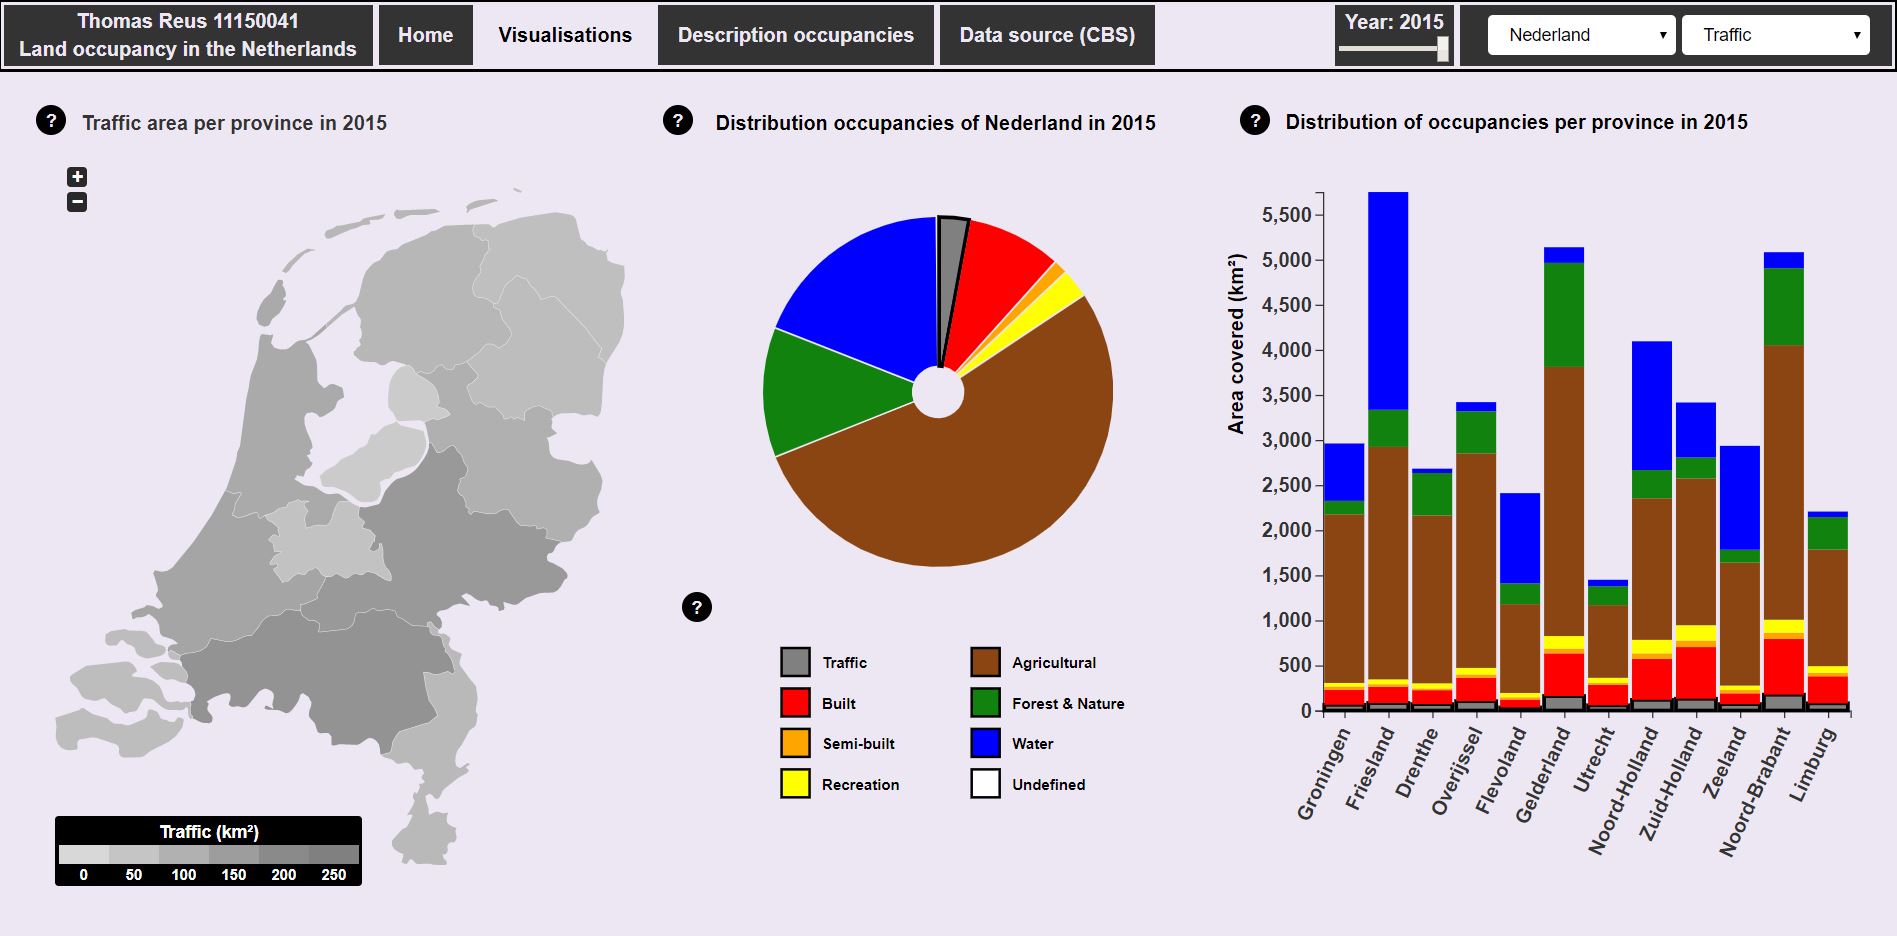 Thomas Reus 11150041
Land occupancy in the Netherlands
Home
Visualisations
Description occupancies
Data source (CBS)
Year: 2015
Nederland
Traffic
? Traffic area per province in 2015
+
−
Traffic (km²)
0 50 100 150 200 250
? Distribution occupancies of Nederland in 2015
?
Traffic
Built
Semi-built
Recreation
Agricultural
Forest & Nature
Water
Undefined
? Distribution of occupancies per province in 2015
Area covered (km²)
5,500
5,000
4,500
4,000
3,500
3,000
2,500
2,000
1,500
1,000
500
0
Groningen
Friesland
Drenthe
Overijssel
Flevoland
Gelderland
Utrecht
Noord-Holland
Zuid-Holland
Zeeland
Noord-Brabant
Limburg